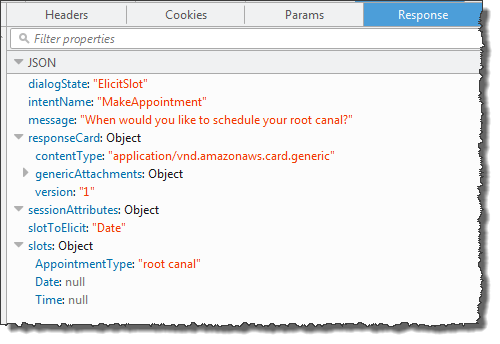 Headers Cookies Params Response
Filter properties
JSON
dialogState: "ElicitSlot"
intentName: "MakeAppointment"
message: "When would you like to schedule your root canal?"
responseCard: Object
contentType: "application/vnd.amazonaws.card.generic"
genericAttachments: Object
version: "1"
sessionAttributes: Object
slotToElicit: "Date"
slots: Object
AppointmentType: "root canal"
Date: null
Time: null